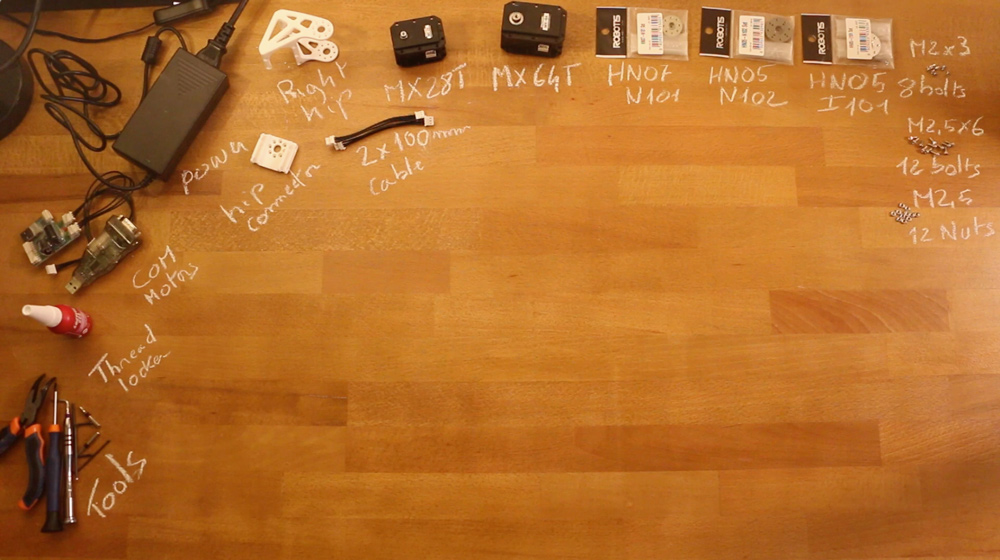 ROBOTIS
ROBOTIS
ROBOTIS
Right
hip
MX28T
MX64T
HN07
N101
HN05
N102
HN05
I101
M2x3
8 bolts
M2,5x6
12 bolts
M2,5
12 Nuts
power
hip
connector
2x100mm
cable
COM
Motors
Thread
locker
Tools